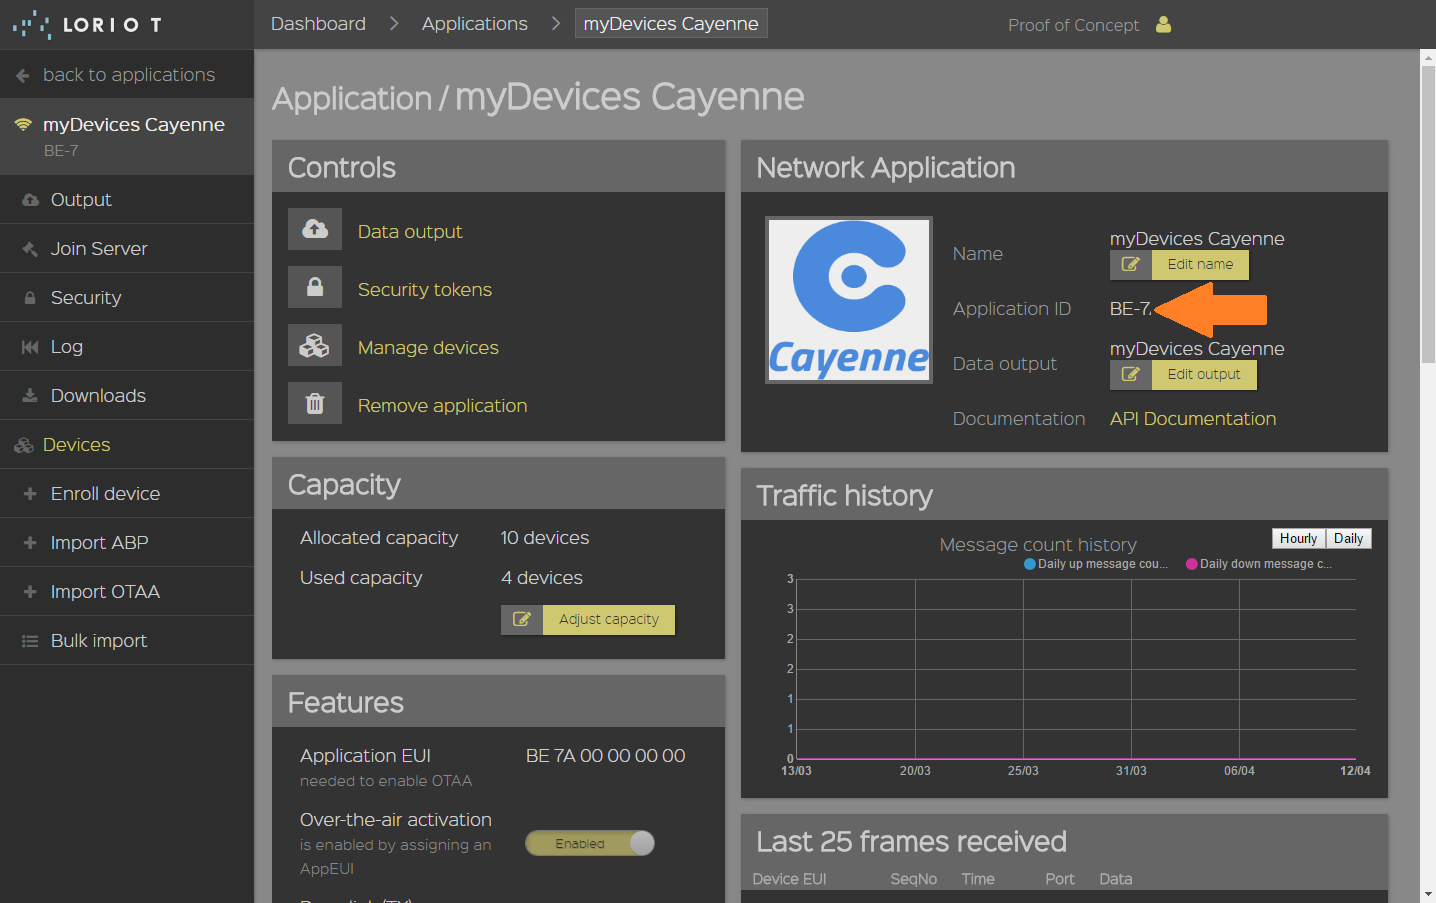 LORIOT
Dashboard
Applications
myDevices Cayenne
Proof of Concept
back to applications
myDevices Cayenne
BE-7
Output
Join Server
Security
Log
Downloads
Devices
Enroll device
Import ABP
Import OTAA
Bulk import
Application / myDevices Cayenne
Controls
Data output
Security tokens
Manage devices
Remove application
Capacity
Allocated capacity 10 devices
Used capacity 4 devices
Adjust capacity
Features
Application EUI BE 7A 00 00 00 00
needed to enable OTAA
Over-the-air activation
is enabled by assigning an
AppEUI
Enabled
Network Application
Cayenne
Name myDevices Cayenne
Edit name
Application ID BE-7
Data output myDevices Cayenne
Edit output
Documentation API Documentation
Traffic history
Message count history
Hourly Daily
Daily up message cou... Daily down message c...
3
3
2
2
1
1
0
13/03 20/03 25/03 31/03 06/04 12/04
Last 25 frames received
Device EUI SeqNo Time Port Data